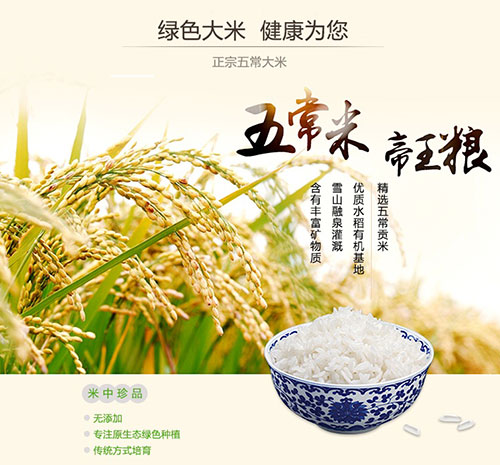 绿色大米 健康为您
正宗五常大米
五常米 帝王粮
精选五常贡米
优质水稻有机基地
雪山融泉灌溉
含有丰富矿物质
米中珍品
无添加
专注原生态绿色种植
传统方式培育